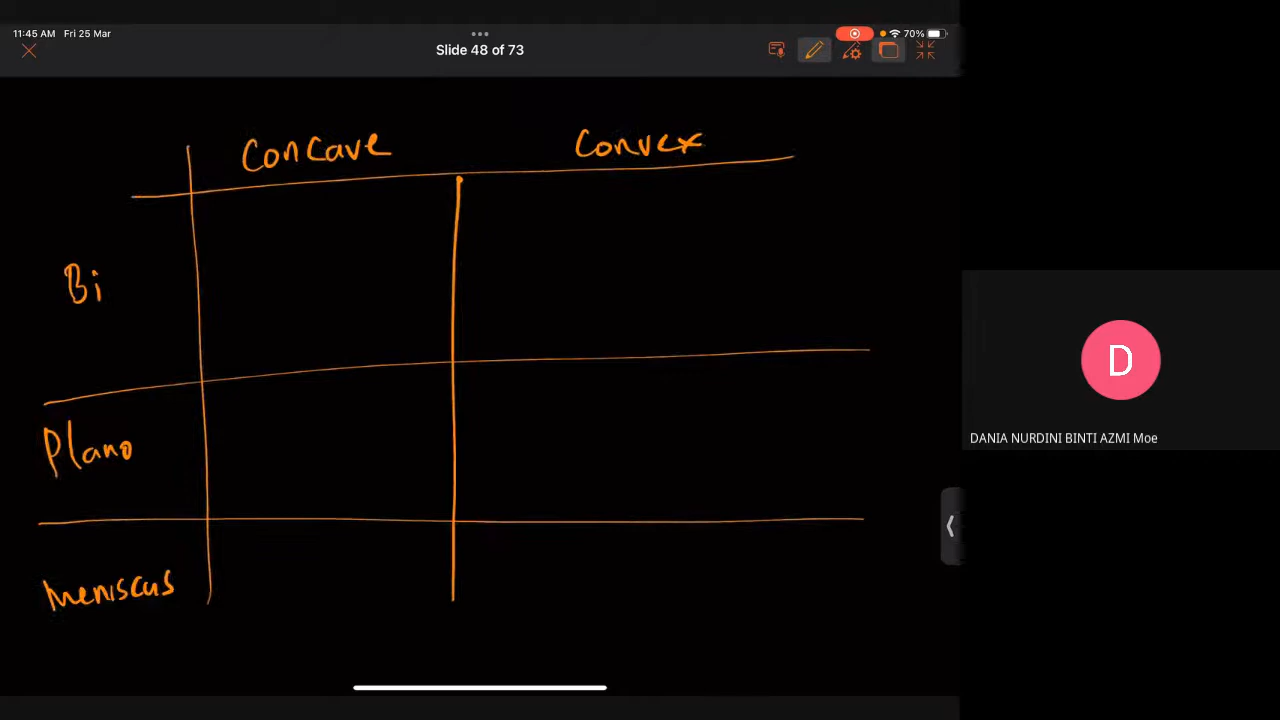 11:45 AM Fri 25 Mar
70%
Slide 48 of 73
Concave Convex
Bi
Plano
Meniscus
D
DANIA NURDINI BINTI AZMI Moe